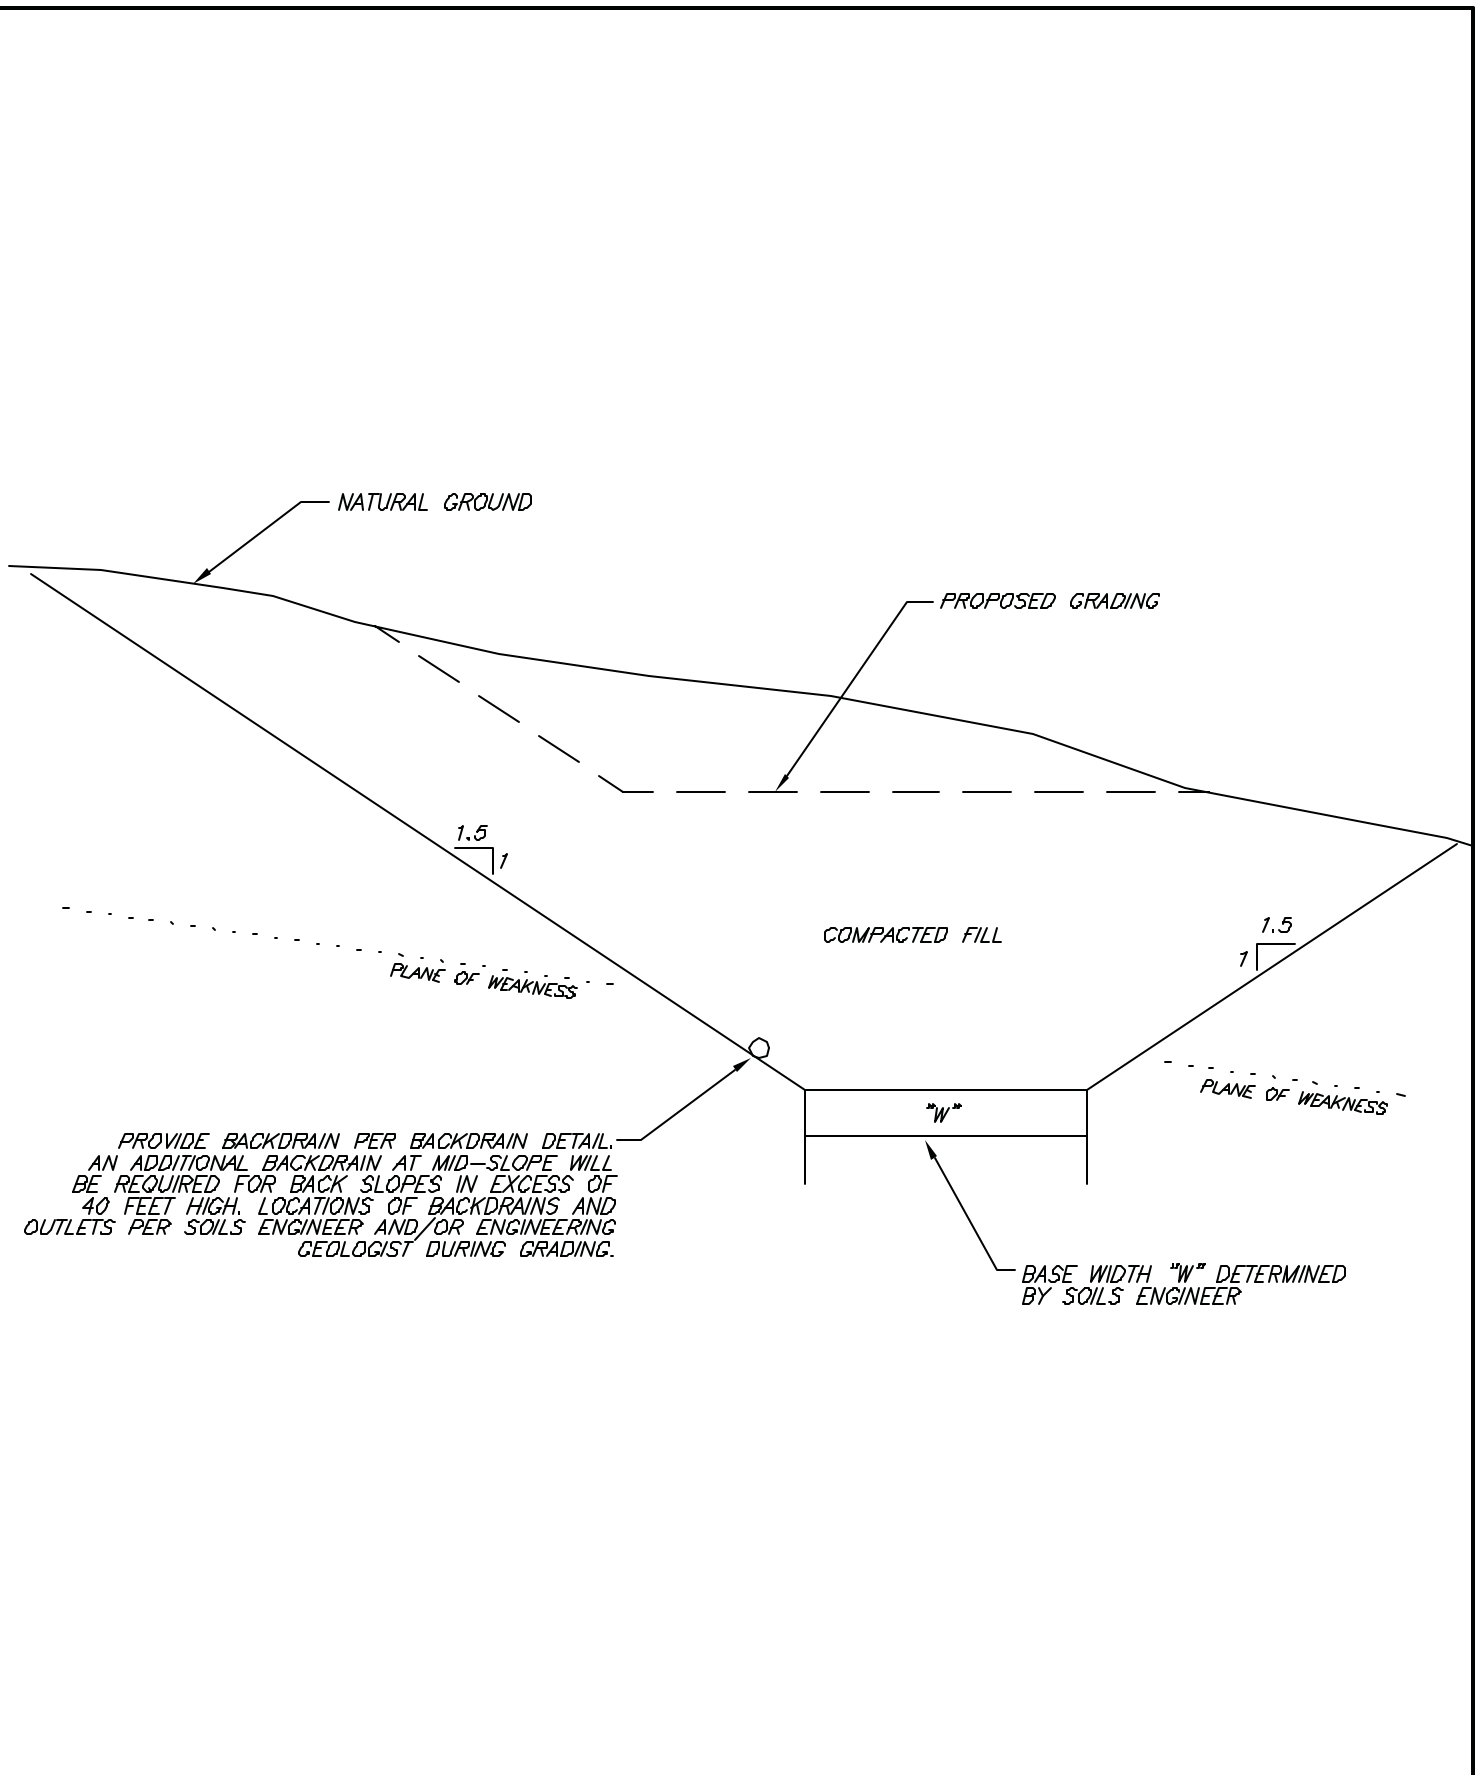 NATURAL GROUND
PROPOSED GRADING
1.5
1
COMPACTED FILL
1.5
1
PLANE OF WEAKNESS
PLANE OF WEAKNESS
"W"
PROVIDE BACKDRAIN PER BACKDRAIN DETAIL.
AN ADDITIONAL BACKDRAIN AT MID-SLOPE WILL
BE REQUIRED FOR BACK SLOPES IN EXCESS OF
40 FEET HIGH. LOCATIONS OF BACKDRAINS AND
OUTLETS PER SOILS ENGINEER AND/OR ENGINEERING
GEOLOGIST DURING GRADING.
BASE WIDTH "W" DETERMINED
BY SOILS ENGINEER